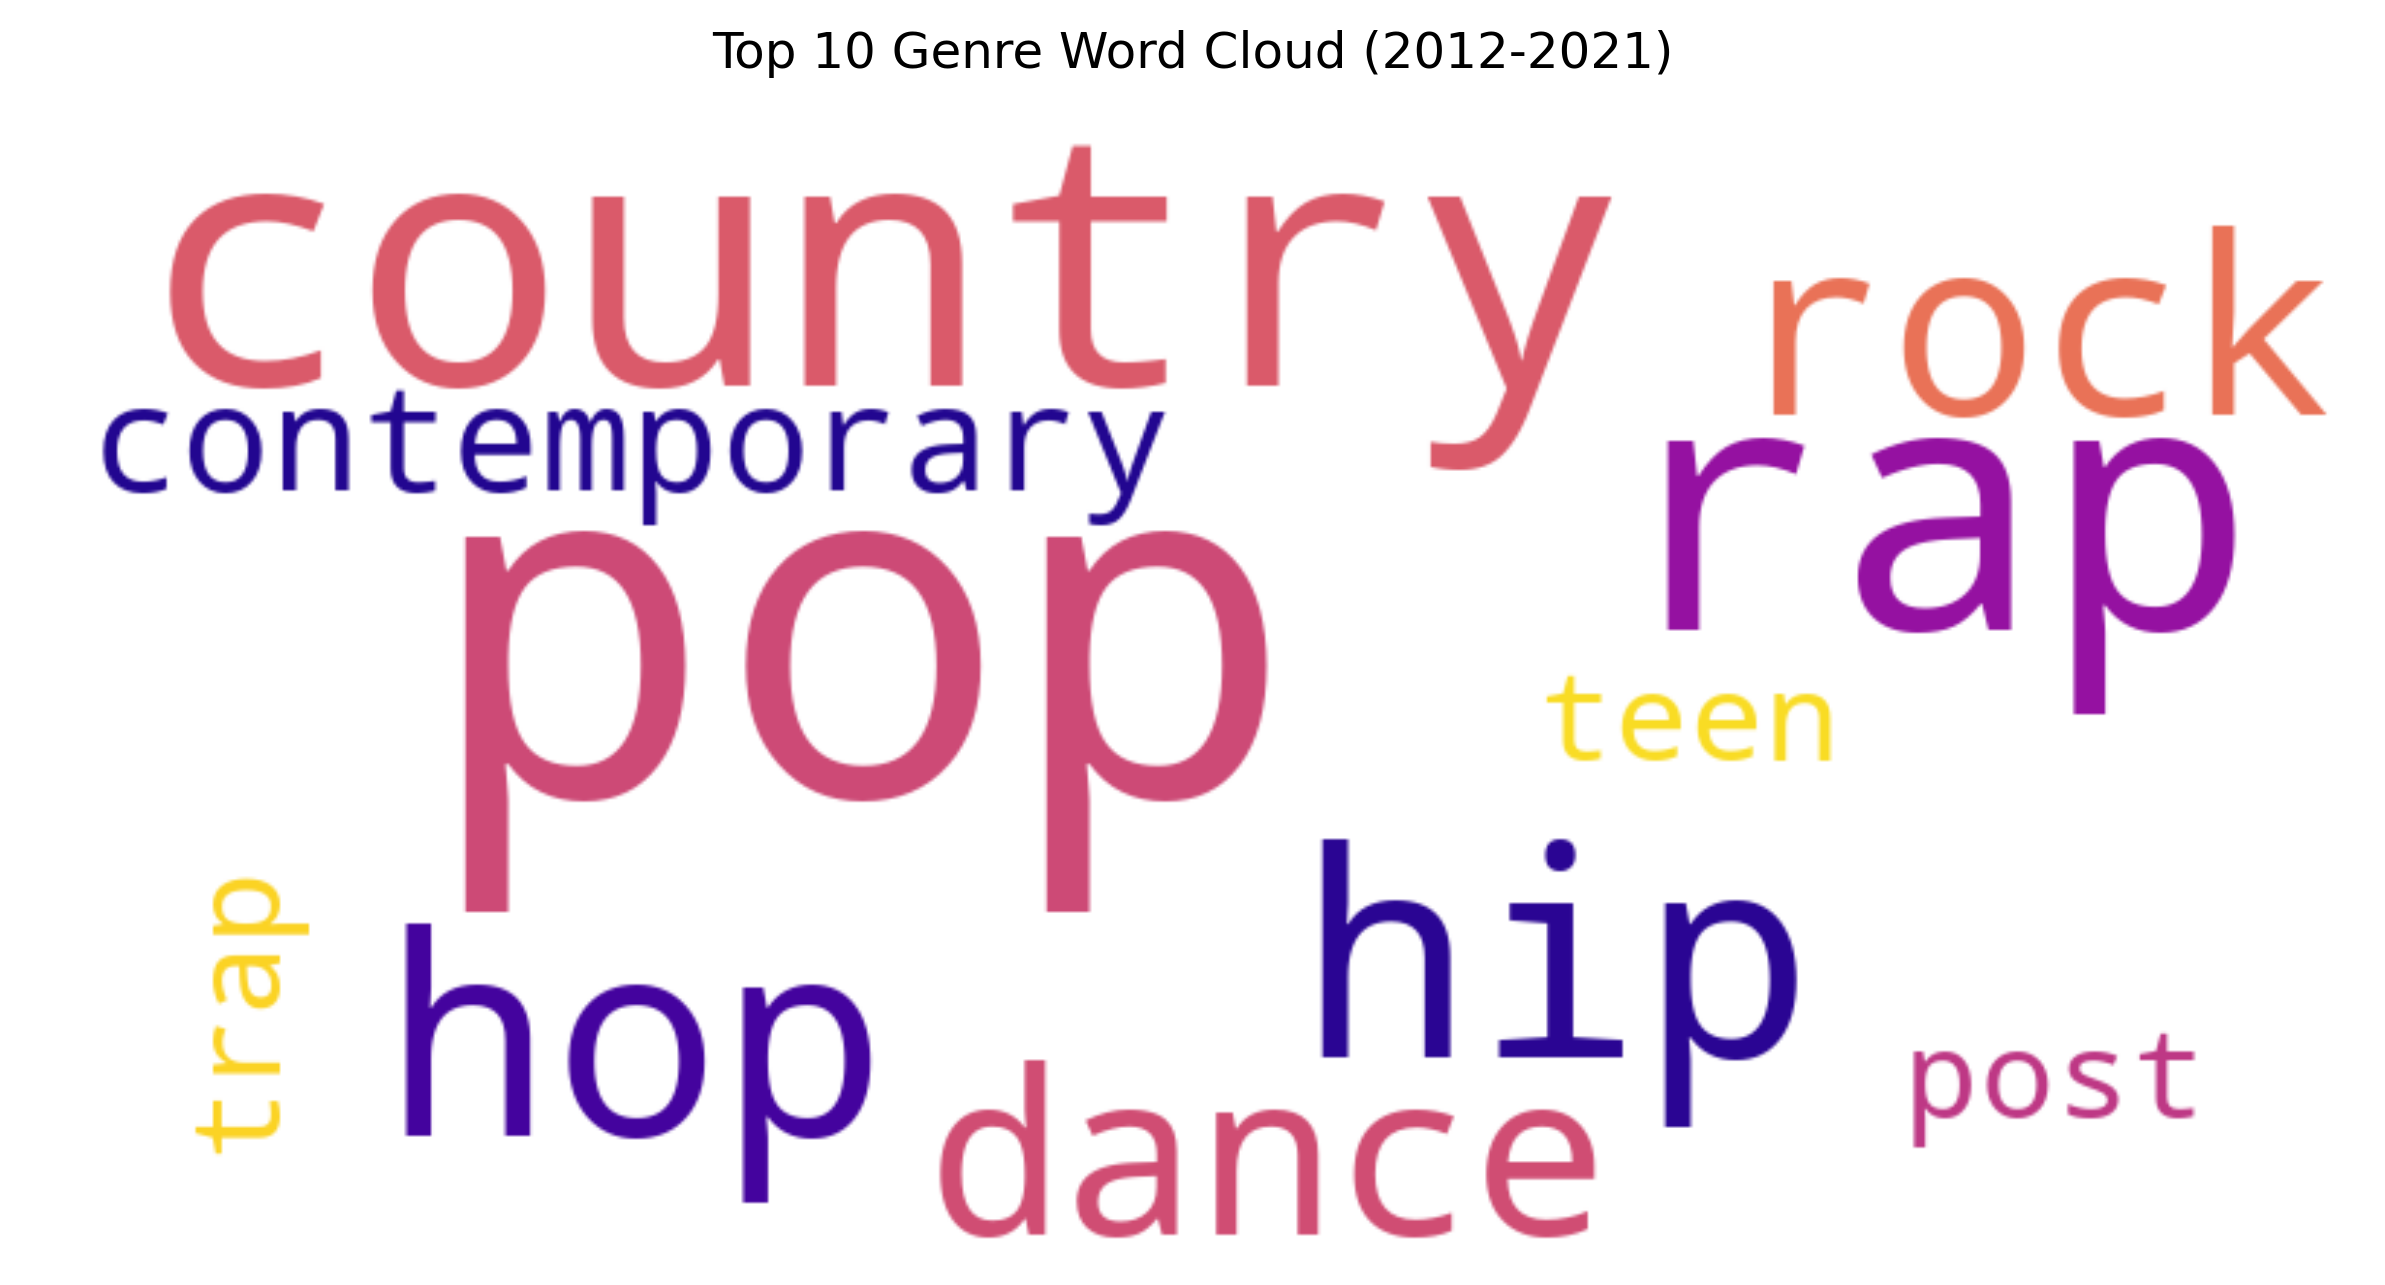 Top 10 Genre Word Cloud (2012-2021)
country
rock
contemporary
rap
pop
teen
trap
hop
hip
post
dance